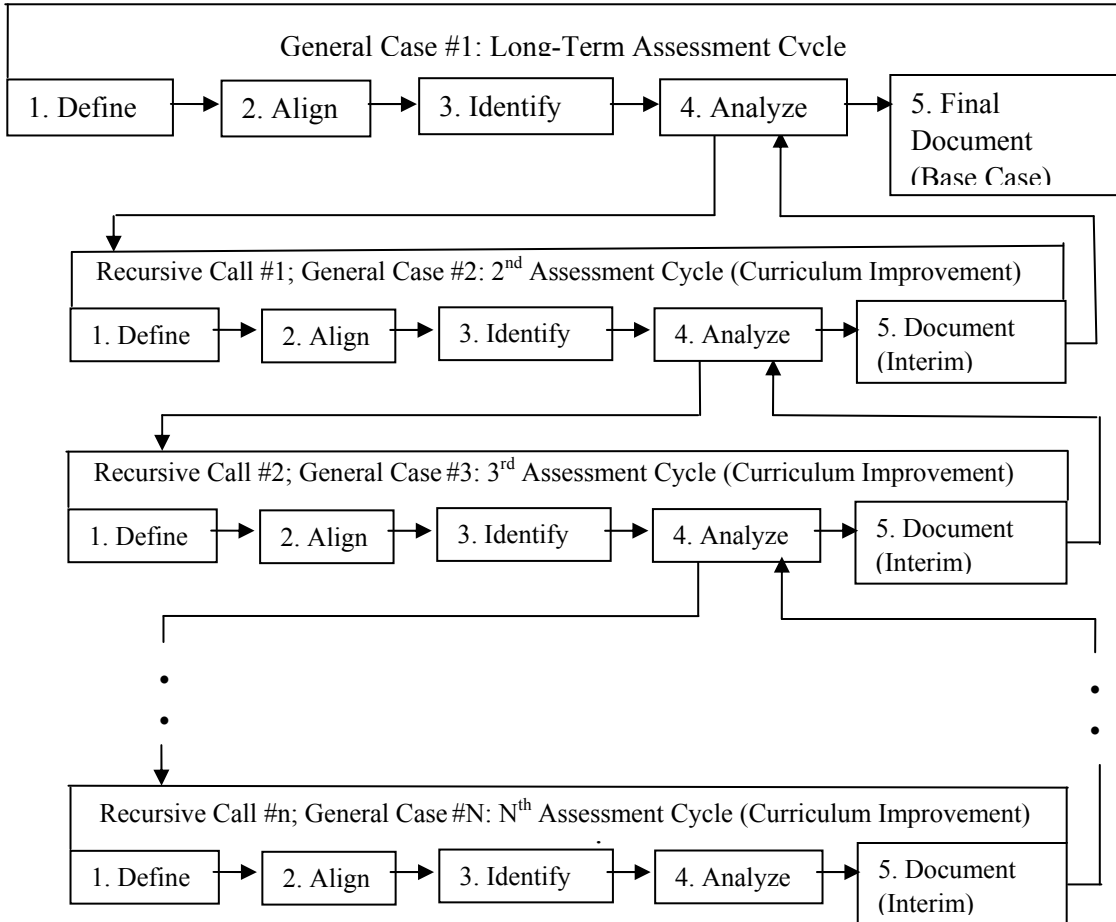 General Case #1: Long-Term Assessment Cycle
1. Define
2. Align
3. Identify
4. Analyze
5. Final
Document
(Base Case)
Recursive Call #1; General Case #2: 2nd Assessment Cycle (Curriculum Improvement)
1. Define
2. Align
3. Identify
4. Analyze
5. Document
(Interim)
Recursive Call #2; General Case #3: 3rd Assessment Cycle (Curriculum Improvement)
1. Define
2. Align
3. Identify
4. Analyze
5. Document
(Interim)
Recursive Call #n; General Case #N: Nth Assessment Cycle (Curriculum Improvement)
1. Define
2. Align
3. Identify
4. Analyze
5. Document
(Interim)